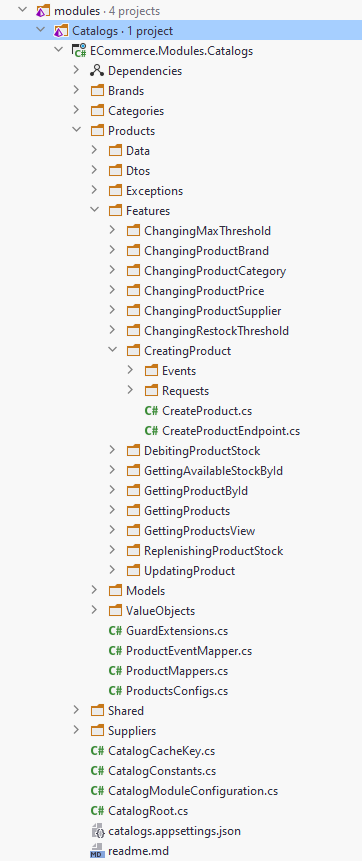 modules · 4 projects
Catalogs · 1 project
ECommerce.Modules.Catalogs
Dependencies
Brands
Categories
Products
Data
Dtos
Exceptions
Features
ChangingMaxThreshold
ChangingProductBrand
ChangingProductCategory
ChangingProductPrice
ChangingProductSupplier
ChangingRestockThreshold
CreatingProduct
Events
Requests
C# CreateProduct.cs
C# CreateProductEndpoint.cs
DebitingProductStock
GettingAvailableStockById
GettingProductById
GettingProducts
GettingProductsView
ReplenishingProductStock
UpdatingProduct
Models
ValueObjects
C# GuardExtensions.cs
C# ProductEventMapper.cs
C# ProductMappers.cs
C# ProductsConfigs.cs
Shared
Suppliers
C# CatalogCacheKey.cs
C# CatalogConstants.cs
C# CatalogModuleConfiguration.cs
C# CatalogRoot.cs
catalogs.appsettings.json
MD readme.md